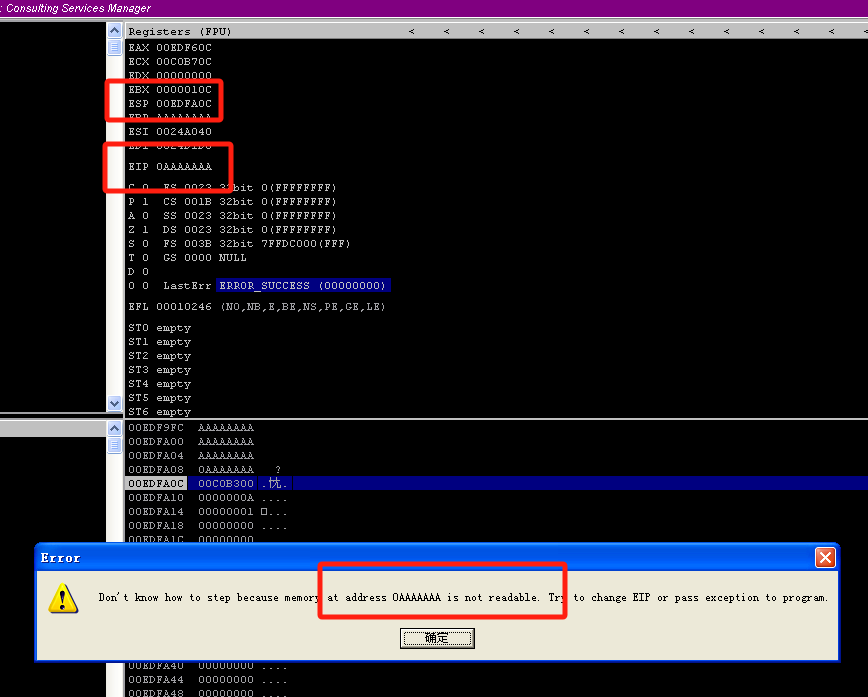 : Consulting Services Manager
Registers (FPU) < < < < < < < < < < < < < <
EAX 00EDF60C
ECX 00C0B70C
EDX 00000000
EBX 0000010C
ESP 00EDFA0C
EBP AAAAAAAA
ESI 0024A040
EIP 0AAAAAAA
C 0 ES 0023 32bit 0(FFFFFFFF)
P 1 CS 001B 32bit 0(FFFFFFFF)
A 0 SS 0023 32bit 0(FFFFFFFF)
Z 1 DS 0023 32bit 0(FFFFFFFF)
S 0 FS 003B 32bit 7FFDC000(FFF)
T 0 GS 0000 NULL
D 0
O 0 LastErr ERROR_SUCCESS (00000000)
EFL 00010246 (NO,NB,E,BE,NS,PE,GE,LE)
ST0 empty
ST1 empty
ST2 empty
ST3 empty
ST4 empty
ST5 empty
ST6 empty
00EDF9FC AAAAAAAA
00EDFA00 AAAAAAAA
00EDFA04 AAAAAAAA
00EDFA08 0AAAAAAA ?
00EDFA0C 00C0B300 .忧.
00EDFA10 0000000A ....
00EDFA14 00000001 □...
00EDFA18 00000000 ....
00EDFA1C 00000000
Error
Don't know how to step because memory at address 0AAAAAAA is not readable. Try to change EIP or pass exception to program.
确定
00EDFA40 00000000 ....
00EDFA44 00000000 ....
00EDFA48 00000000 ....